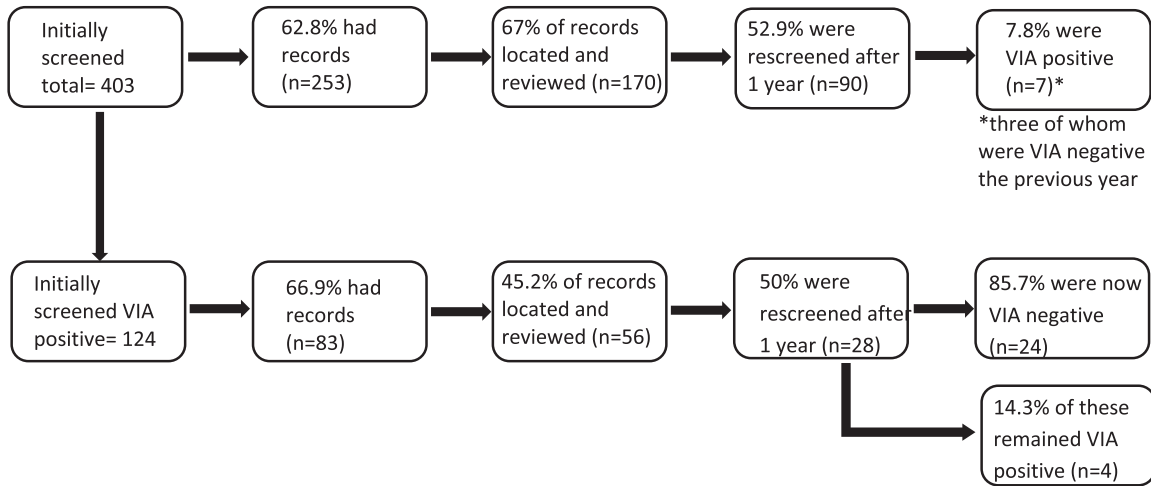 Initially
screened
total= 403
62.8% had
records
(n=253)
67% of records
located and
reviewed (n=170)
52.9% were
rescreened after
1 year (n=90)
7.8% were
VIA positive
(n=7)*
*three of whom
were VIA negative
the previous year
Initially
screened VIA
positive= 124
66.9% had
records
(n=83)
45.2% of records
located and
reviewed (n=56)
50% were
rescreened after
1 year (n=28)
85.7% were now
VIA negative
(n=24)
14.3% of these
remained VIA
positive (n=4)